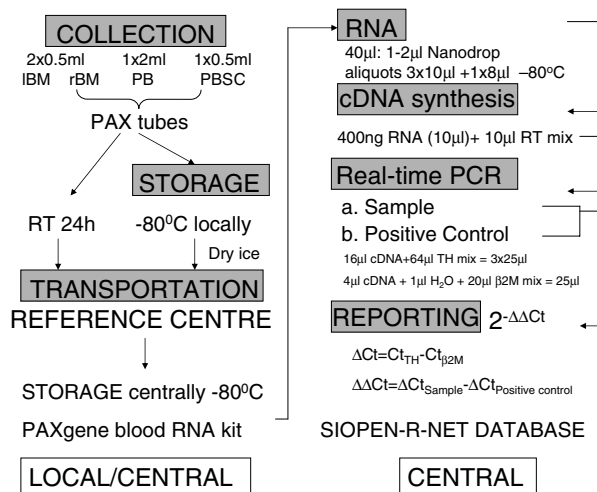 COLLECTION
2x0.5ml 1x2ml 1x0.5ml
lBM rBM PB PBSC
PAX tubes
STORAGE
RT 24h -80⁰C locally
Dry ice
TRANSPORTATION
REFERENCE CENTRE
STORAGE centrally -80⁰C
PAXgene blood RNA kit
LOCAL/CENTRAL
RNA
40µl: 1-2µl Nanodrop
aliquots 3x10µl +1x8µl –80ºC
cDNA synthesis
400ng RNA (10µl)+ 10µl RT mix
Real-time PCR
a. Sample
b. Positive Control
16µl cDNA+64µl TH mix = 3x25µl
4µl cDNA + 1µl H₂O + 20µl β2M mix = 25µl
REPORTING 2-ΔΔCt
ΔCt=CtTH-Ctβ2M
ΔΔCt=ΔCtSample-ΔCtPositive control
SIOPEN-R-NET DATABASE
CENTRAL